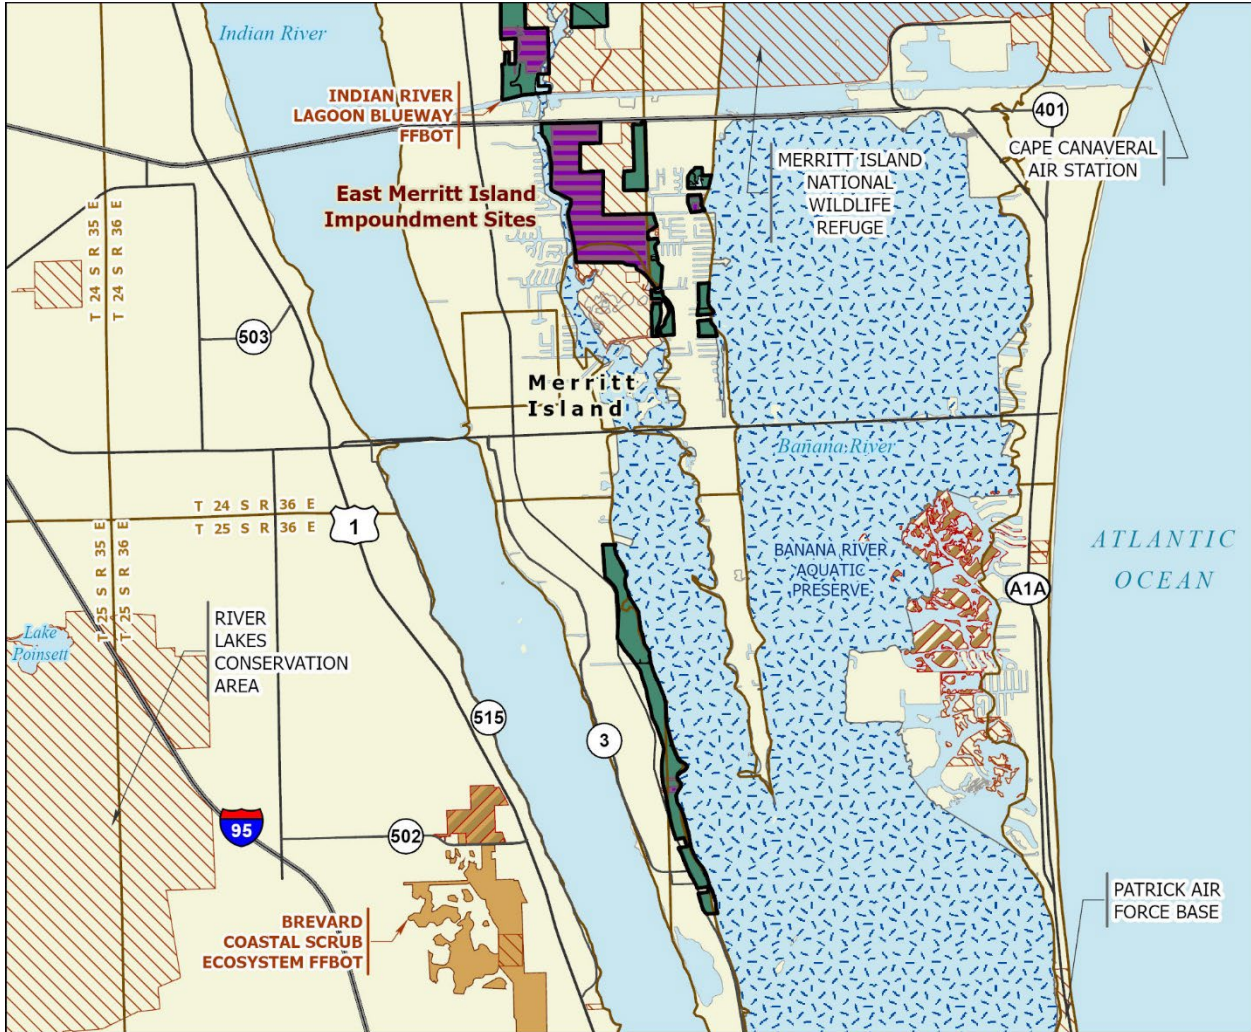 Indian River
INDIAN RIVER
LAGOON BLUEWAY
FFBOT
401
CAPE CANAVERAL
AIR STATION
MERRITT ISLAND
NATIONAL
WILDLIFE
REFUGE
East Merritt Island
Impoundment Sites
T 24 S R 35 E
T 24 S R 36 E
503
Merritt
Island
Banana River
T 24 S R 36 E
T 25 S R 36 E
1
ATLANTIC
OCEAN
BANANA RIVER
AQUATIC
PRESERVE
A1A
T 25 S R 35 E
T 25 S R 36 E
Lake
Poinsett
RIVER
LAKES
CONSERVATION
AREA
515
3
95
502
BREVARD
COASTAL SCRUB
ECOSYSTEM FFBOT
PATRICK AIR
FORCE BASE